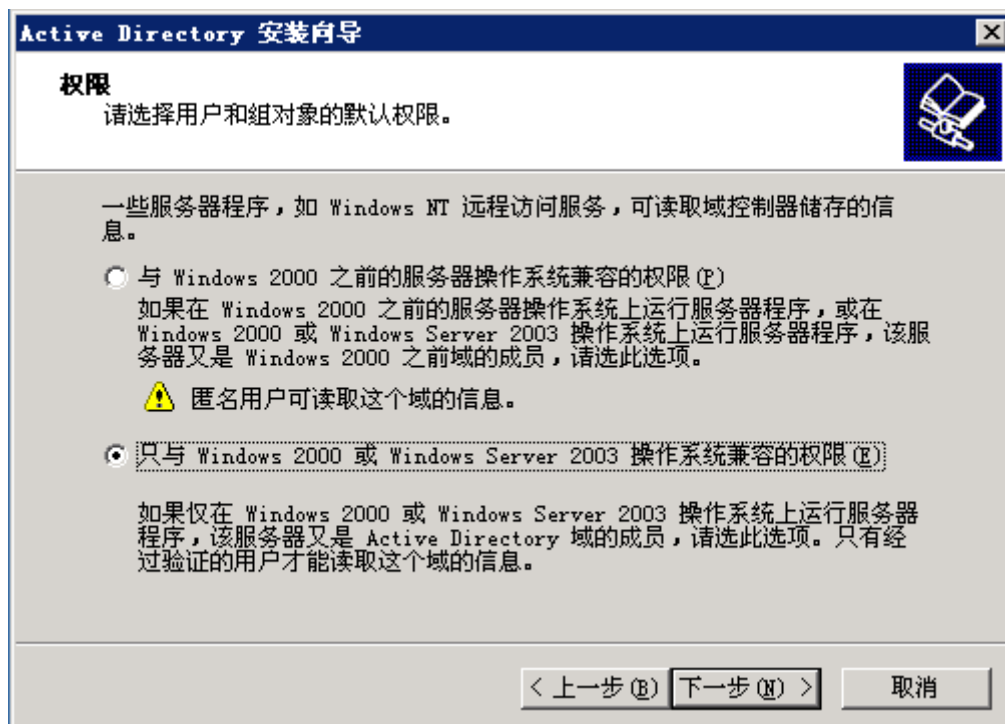 Active Directory 安装向导
权限
请选择用户和组对象的默认权限。
一些服务器程序，如 Windows NT 远程访问服务，可读取域控制器储存的信
息。
与 Windows 2000 之前的服务器操作系统兼容的权限(P)
如果在 Windows 2000 之前的服务器操作系统上运行服务器程序，或在
Windows 2000 或 Windows Server 2003 操作系统上运行服务器程序，该服
务器又是 Windows 2000 之前域的成员，请选此选项。
匿名用户可读取这个域的信息。
只与 Windows 2000 或 Windows Server 2003 操作系统兼容的权限(E)
如果仅在 Windows 2000 或 Windows Server 2003 操作系统上运行服务器
程序，该服务器又是 Active Directory 域的成员，请选此选项。只有经
过验证的用户才能读取这个域的信息。
< 上一步(B) 下一步(N) > 取消